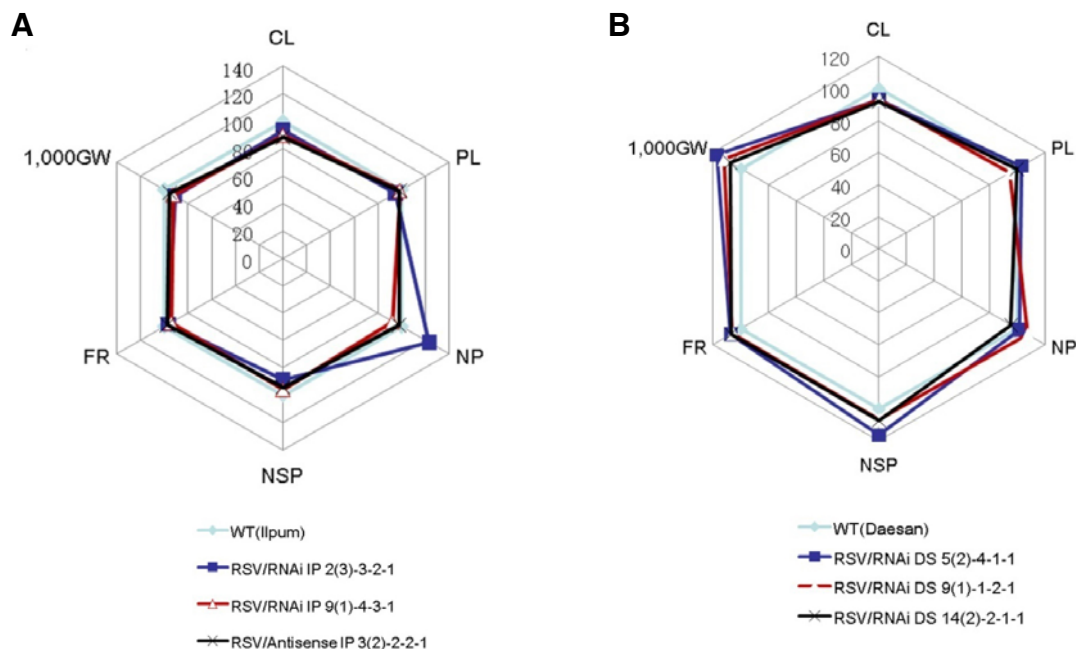 A
CL
140
120
100
80
60
40
20
0
1,000GW
PL
FR
NP
NSP
WT(Ilpum)
RSV/RNAi IP 2(3)-3-2-1
RSV/RNAi IP 9(1)-4-3-1
RSV/Antisense IP 3(2)-2-2-1
B
CL
120
100
80
60
40
20
0
1,000GW
PL
FR
NP
NSP
WT(Daesan)
RSV/RNAi DS 5(2)-4-1-1
RSV/RNAi DS 9(1)-1-2-1
RSV/RNAi DS 14(2)-2-1-1